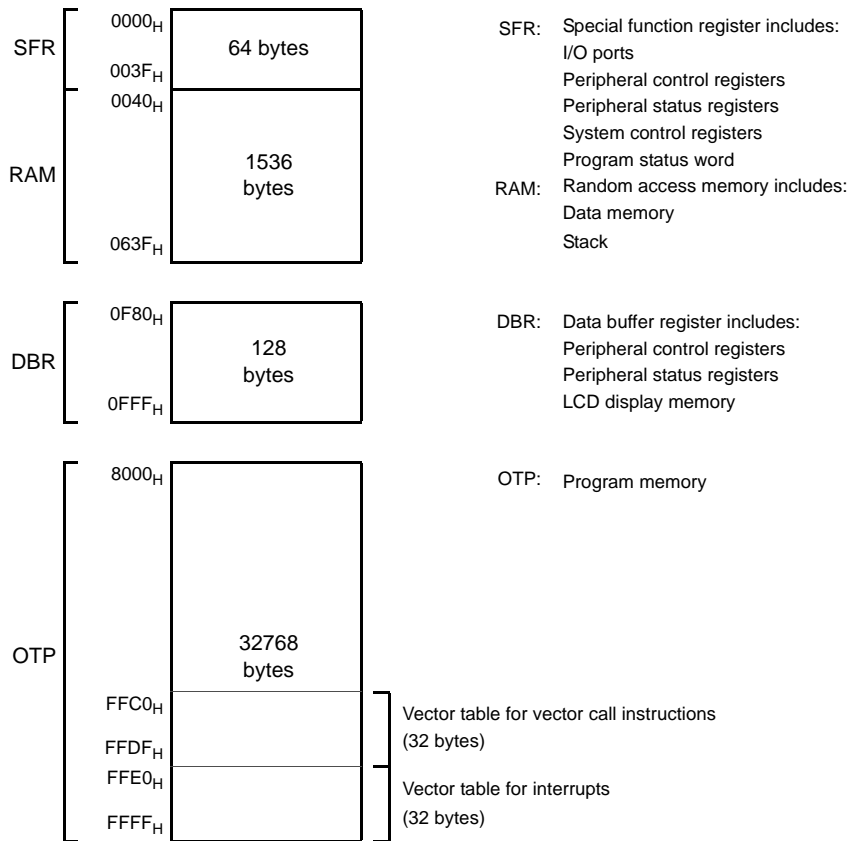 0000H
SFR
64 bytes
003FH
0040H
RAM
1536
bytes
063FH
SFR: Special function register includes:
I/O ports
Peripheral control registers
Peripheral status registers
System control registers
Program status word
RAM: Random access memory includes:
Data memory
Stack
0F80H
DBR
128
bytes
0FFFH
DBR: Data buffer register includes:
Peripheral control registers
Peripheral status registers
LCD display memory
8000H
OTP: Program memory
OTP
32768
bytes
FFC0H
FFDFH
Vector table for vector call instructions
(32 bytes)
FFE0H
FFFFH
Vector table for interrupts
(32 bytes)